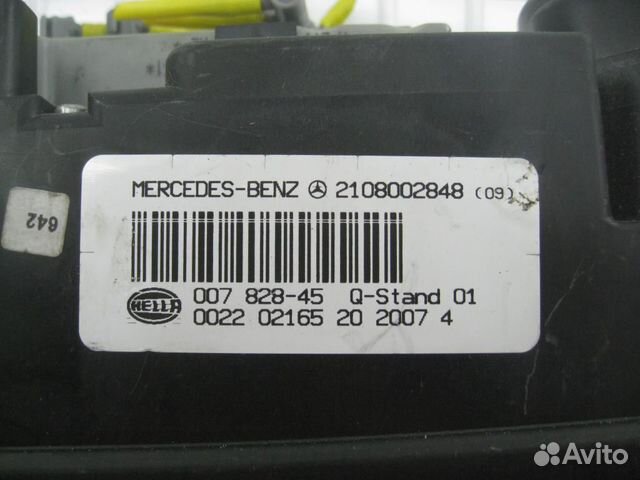 MERCEDES-BENZ 2108002848 (09)
HELLA
007 828-45 Q-Stand 01
0022 02165 20 2007 4
642
Avito